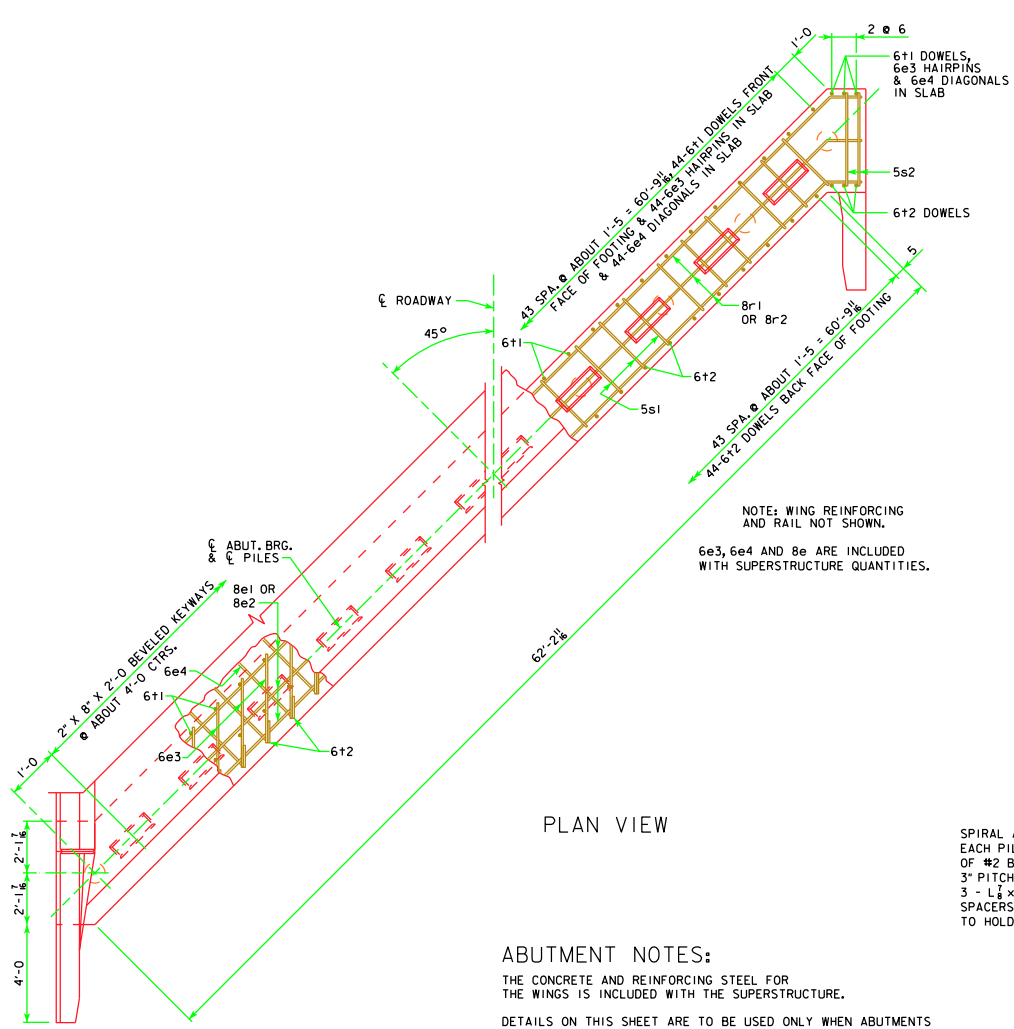 2 @ 6
1'-0
6t1 DOWELS,
6e3 HAIRPINS
& 6e4 DIAGONALS
IN SLAB
43 SPA. @ ABOUT 1'-5 = 60'-9 11/16, 44-6t1 DOWELS FRONT
FACE OF FOOTING & 44-6e3 HAIRPINS IN SLAB
& 44-6e4 DIAGONALS IN SLAB
5s2
6t2 DOWELS
5
℄ ROADWAY
45°
8r1
OR 8r2
6t1
6t2
5s1
43 SPA. @ ABOUT 1'-5 = 60'-9 11/16
44-6t2 DOWELS BACK FACE OF FOOTING
NOTE: WING REINFORCING
AND RAIL NOT SHOWN.
6e3, 6e4 AND 8e ARE INCLUDED
WITH SUPERSTRUCTURE QUANTITIES.
℄ ABUT. BRG.
& ℄ PILES
8e1 OR
8e2
2" X 8" X 2'-0 BEVELED KEYWAYS
@ ABOUT 4'-0 CTRS.
6e4
6t1
62'-2 11/16
6e3
6t2
1'-0
2'-1 7/16
2'-1 7/16
4'-0
PLAN VIEW
SPIRAL
EACH PIL
OF #2 B
3" PITCH
3 - L 7/8 x
SPACERS
TO HOLD
ABUTMENT NOTES:
THE CONCRETE AND REINFORCING STEEL FOR
THE WINGS IS INCLUDED WITH THE SUPERSTRUCTURE.
DETAILS ON THIS SHEET ARE TO BE USED ONLY WHEN ABUTMENTS